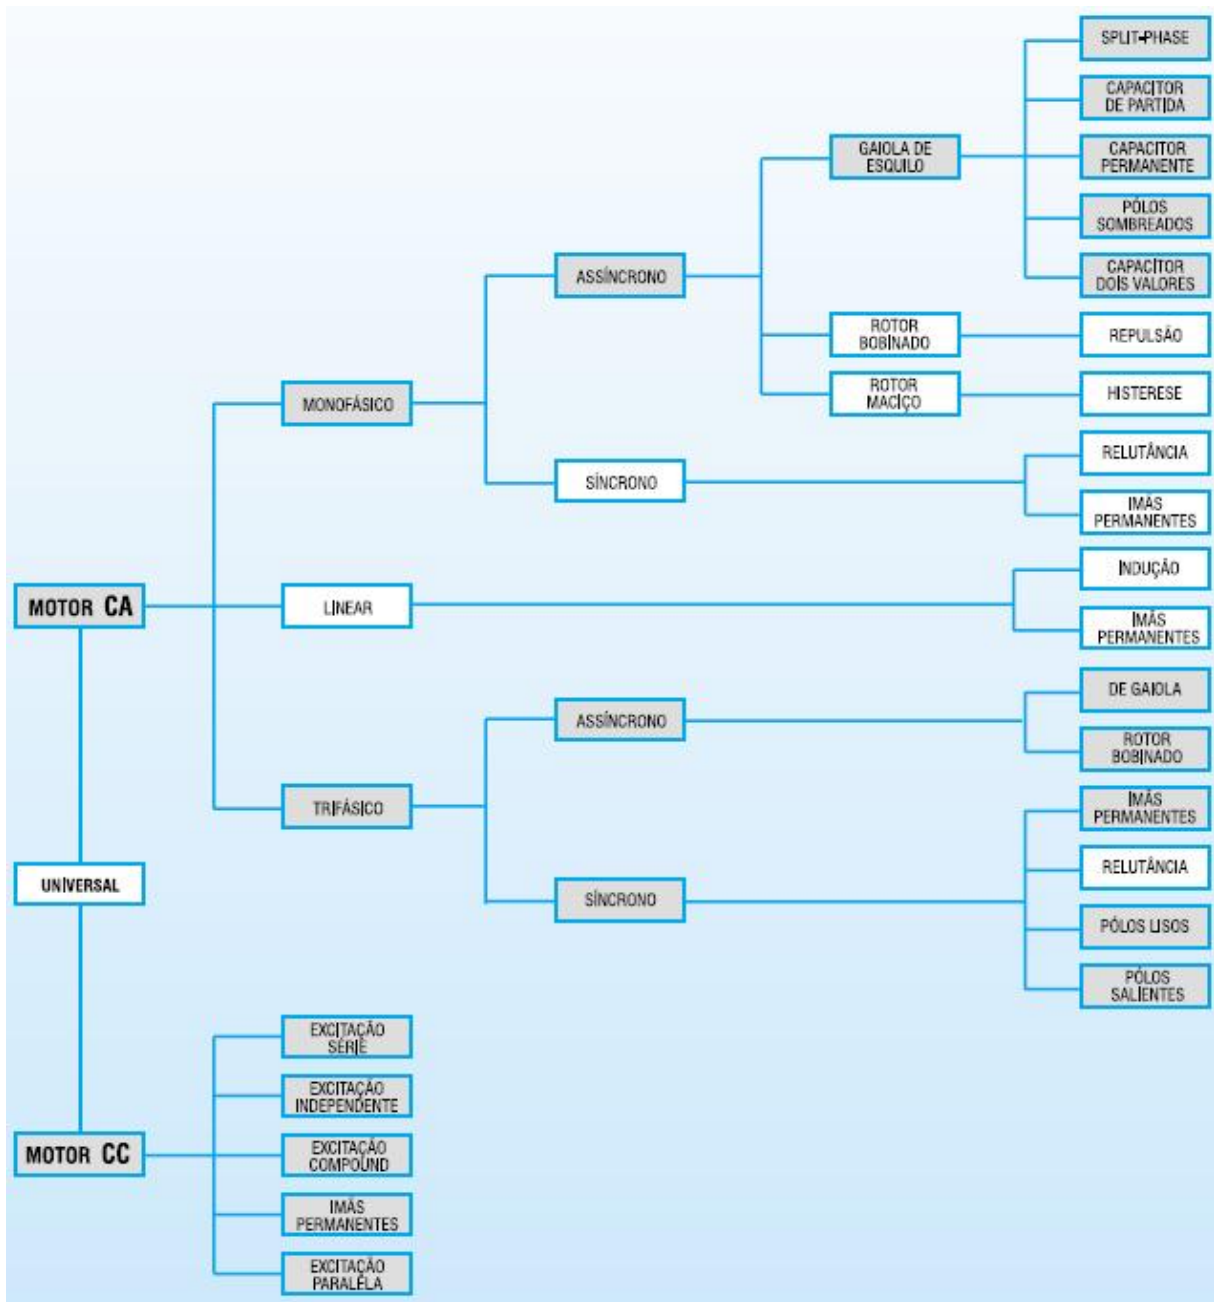 SPLIT-PHASE
CAPACITOR
DE PARTIDA
GAIOLA DE
ESQUILO
CAPACITOR
PERMANENTE
PÓLOS
SOMBREADOS
ASSÍNCRONO
CAPACITOR
DOIS VALORES
ROTOR
BOBINADO
REPULSÃO
MONOFÁSICO
ROTOR
MACIÇO
HISTERESE
SÍNCRONO
RELUTÂNCIA
IMÃS
PERMANENTES
MOTOR CA
LINEAR
INDUÇÃO
IMÃS
PERMANENTES
ASSÍNCRONO
DE GAIOLA
ROTOR
BOBINADO
TRIFÁSICO
IMÃS
PERMANENTES
UNIVERSAL
SÍNCRONO
RELUTÂNCIA
PÓLOS LISOS
PÓLOS
SALIENTES
EXCITAÇÃO
SÉRIE
EXCITAÇÃO
INDEPENDENTE
MOTOR CC
EXCITAÇÃO
COMPOUND
IMÃS
PERMANENTES
EXCITAÇÃO
PARALÉLA